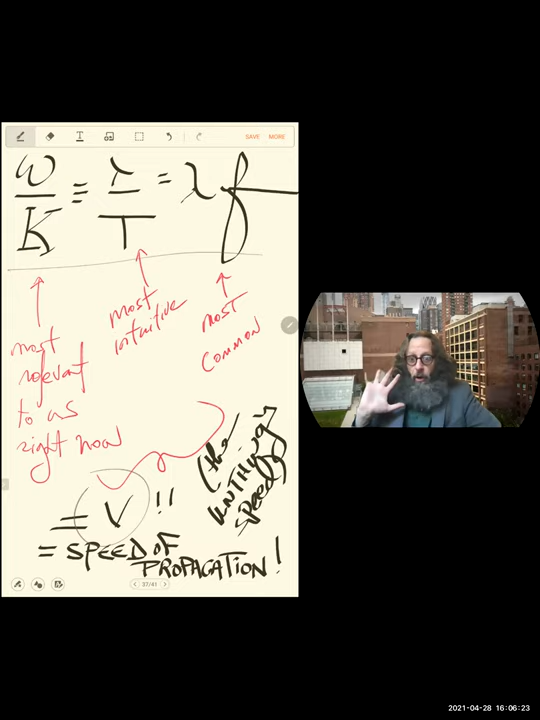 SAVE MORE
ω/K ≡ λ/T = λf
most relevant to us right now
most intuitive
most common
= V !!
= SPEED OF PROPAGATION!
(the
speed)
37/41
2021-04-28 16:06:23